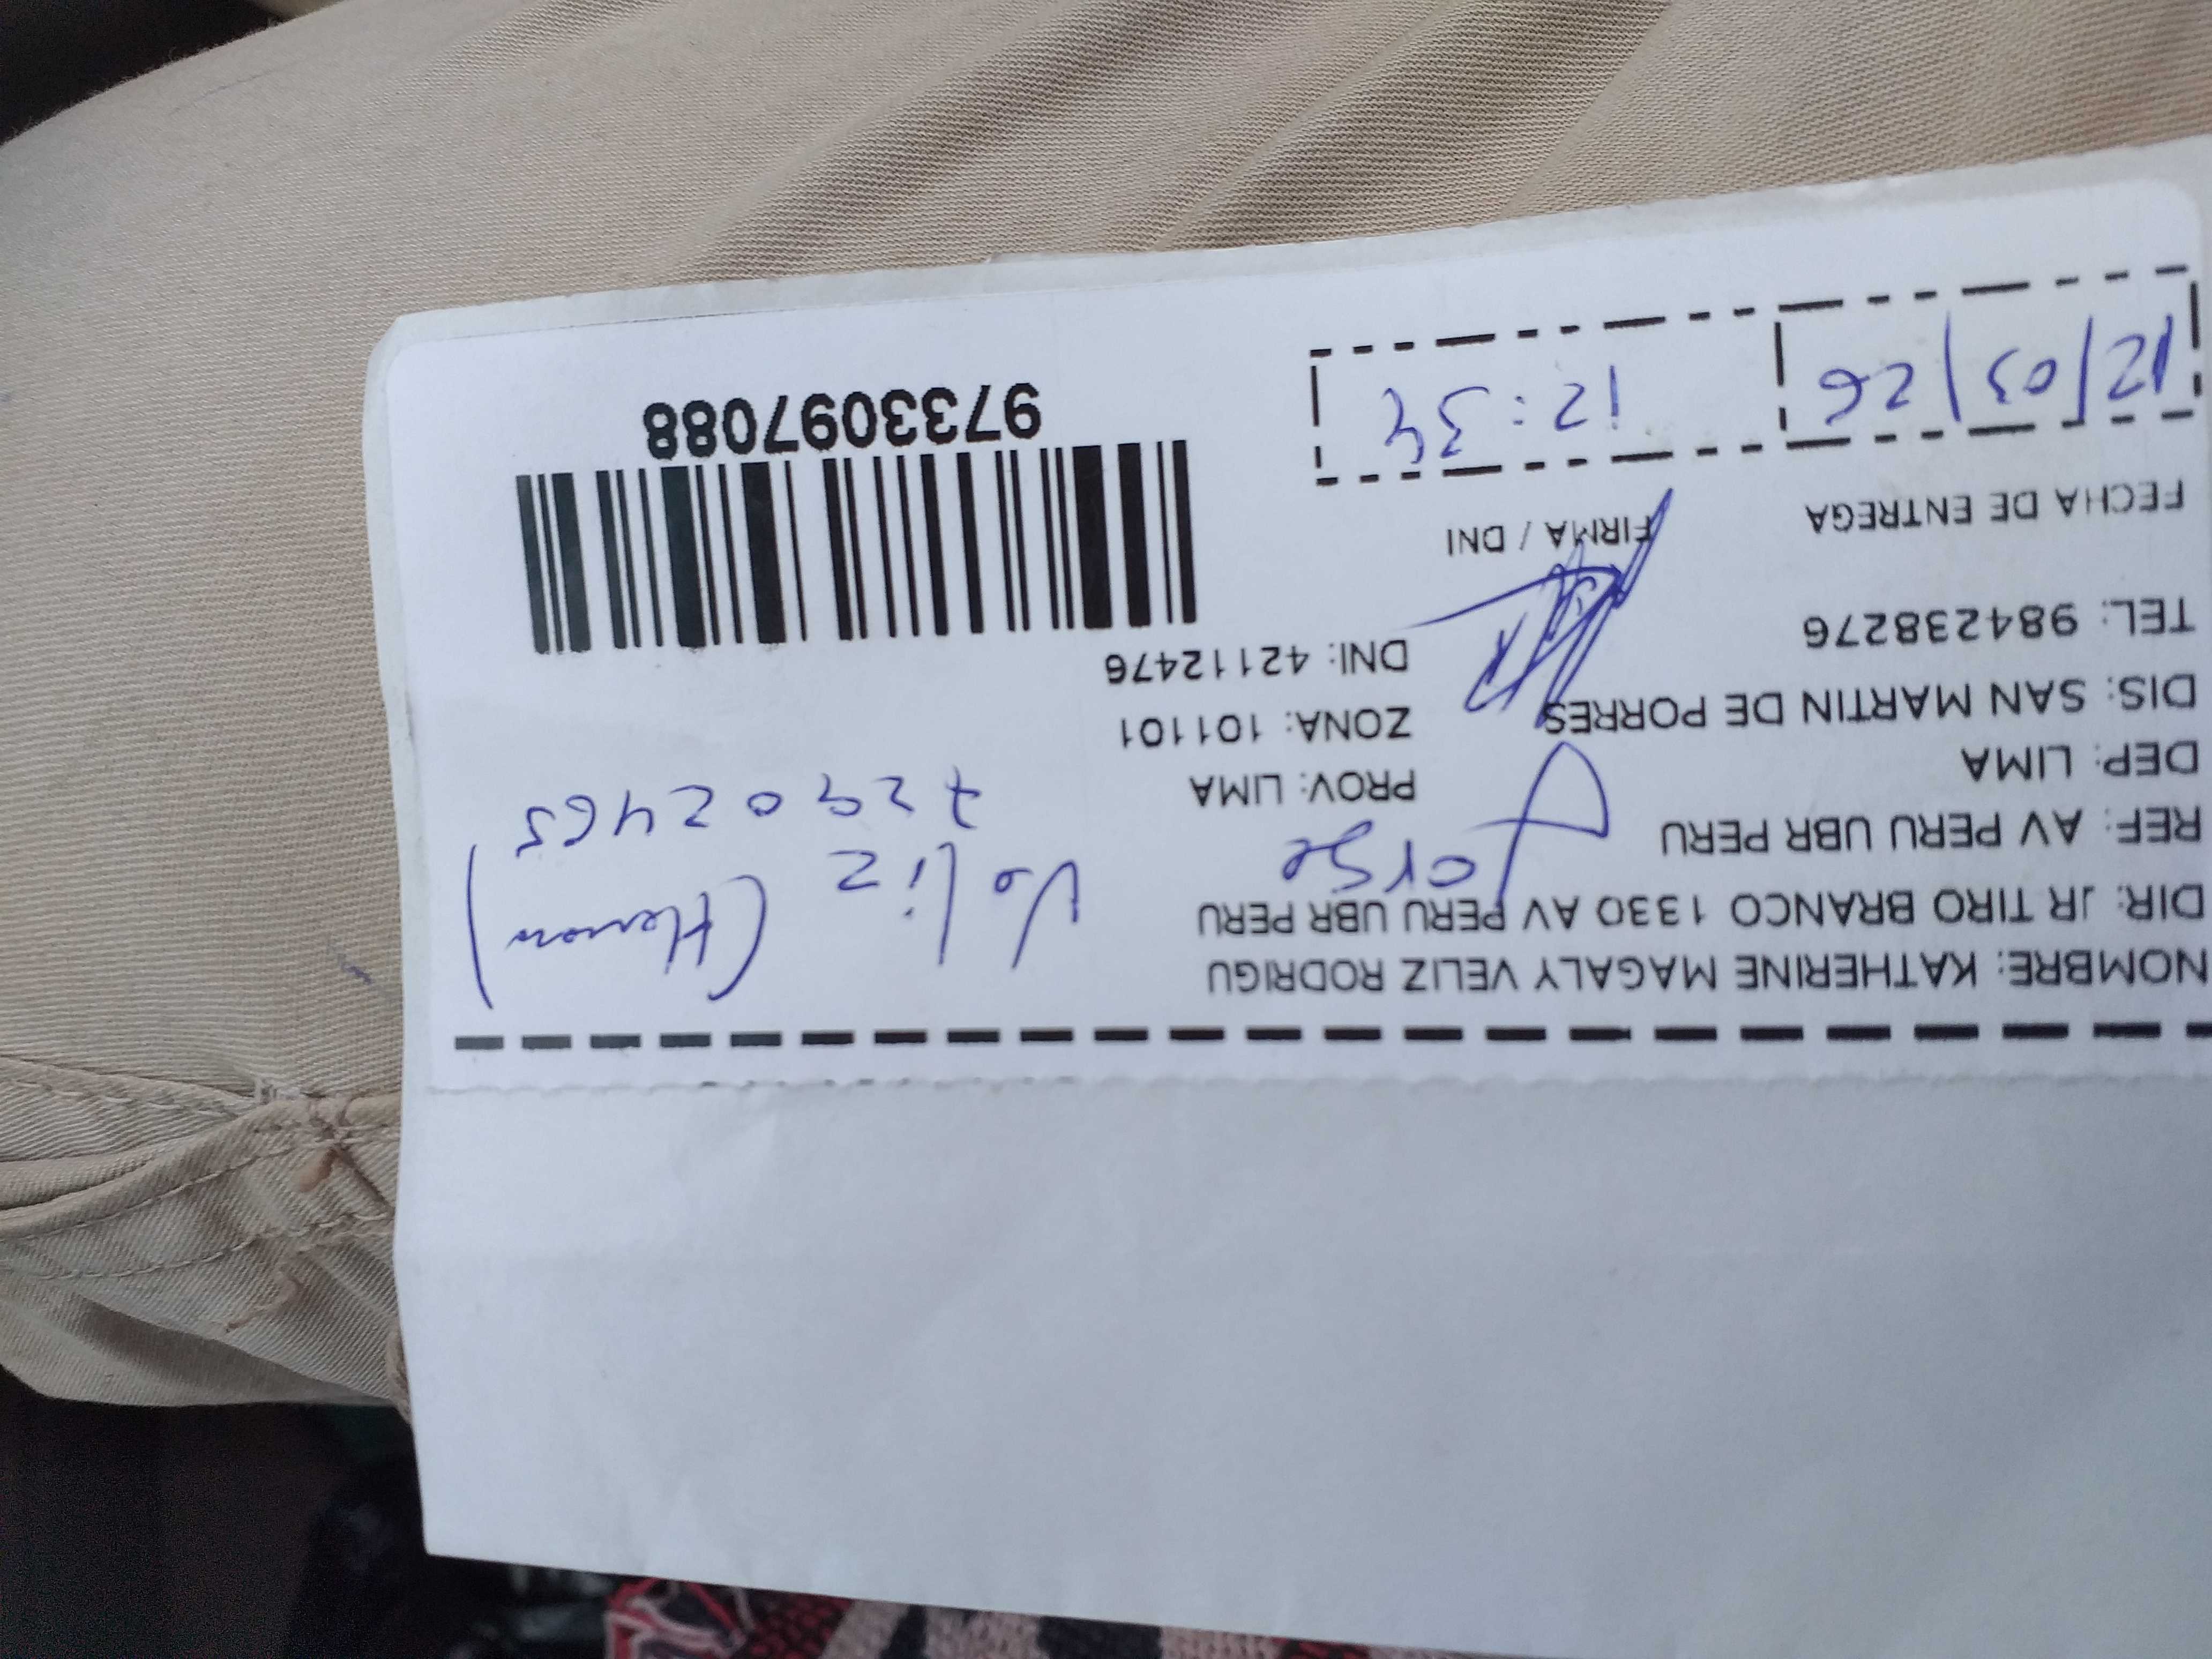 NOMBRE: KATHERINE MAGALY VELIZ RODRIGU
DIR: JR TIRO BRANCO 1330 AV PERU UBR PERU
REF: AV PERU UBR PERU
Jorge Veliz (Hermano)
DEP: LIMA PROV: LIMA
72902465
DIS: SAN MARTIN DE PORRES ZONA: 101101
TEL: 984238276 DNI: 42112476
FECHA DE ENTREGA FIRMA / DNI
12/03/26 12:34
9733097088